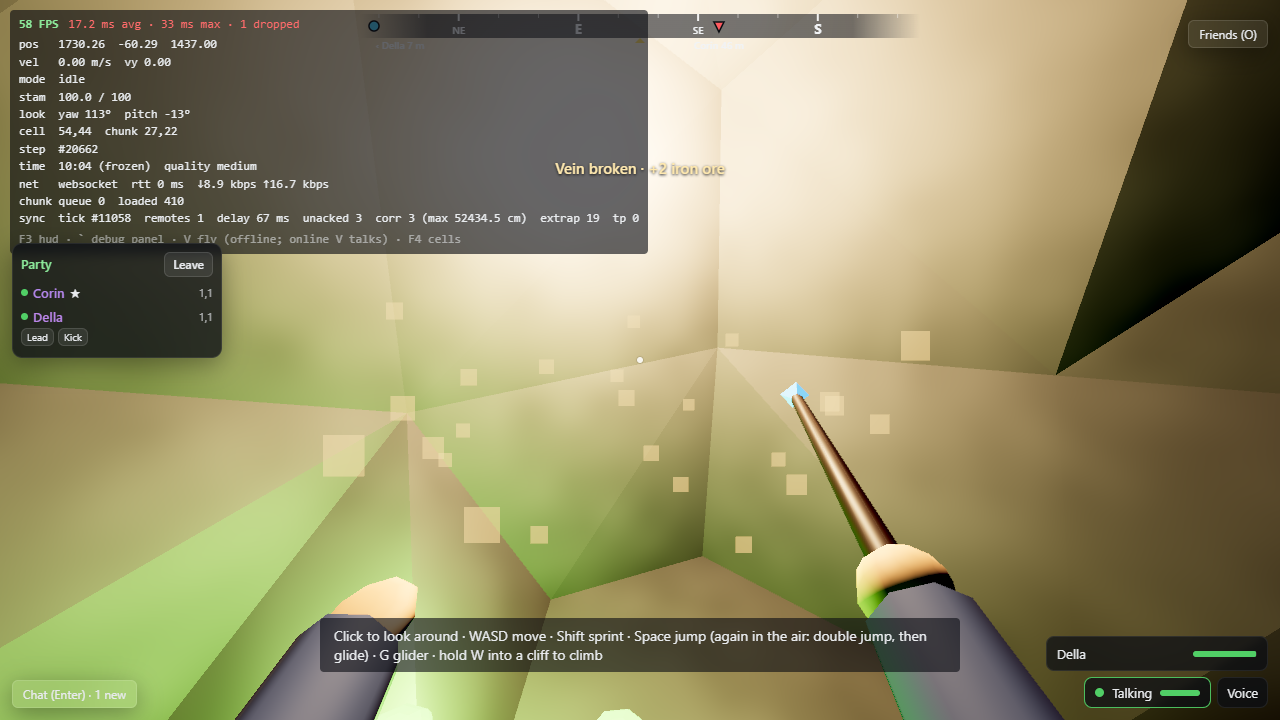 58 FPS 17.2 ms avg · 33 ms max · 1 dropped
pos 1730.26 -60.29 1437.00
vel 0.00 m/s vy 0.00
mode idle
stam 100.0 / 100
look yaw 113° pitch -13°
cell 54,44 chunk 27,22
step #20662
time 10:04 (frozen) quality medium
net websocket rtt 0 ms ↓8.9 kbps ↑16.7 kbps
chunk queue 0 loaded 410
sync tick #11058 remotes 1 delay 67 ms unacked 3 corr 3 (max 52434.5 cm) extrap 19 tp 0
F3 hud · ` debug panel · V fly (offline; online V talks) · F4 cells
NE E SE S
Friends (O)
Vein broken · +2 iron ore
Party Leave
Corin ★ 1,1
Della 1,1
Lead Kick
Click to look around · WASD move · Shift sprint · Space jump (again in the air: double jump, then
glide) · G glider · hold W into a cliff to climb
Della
Talking Voice
Chat (Enter) · 1 new